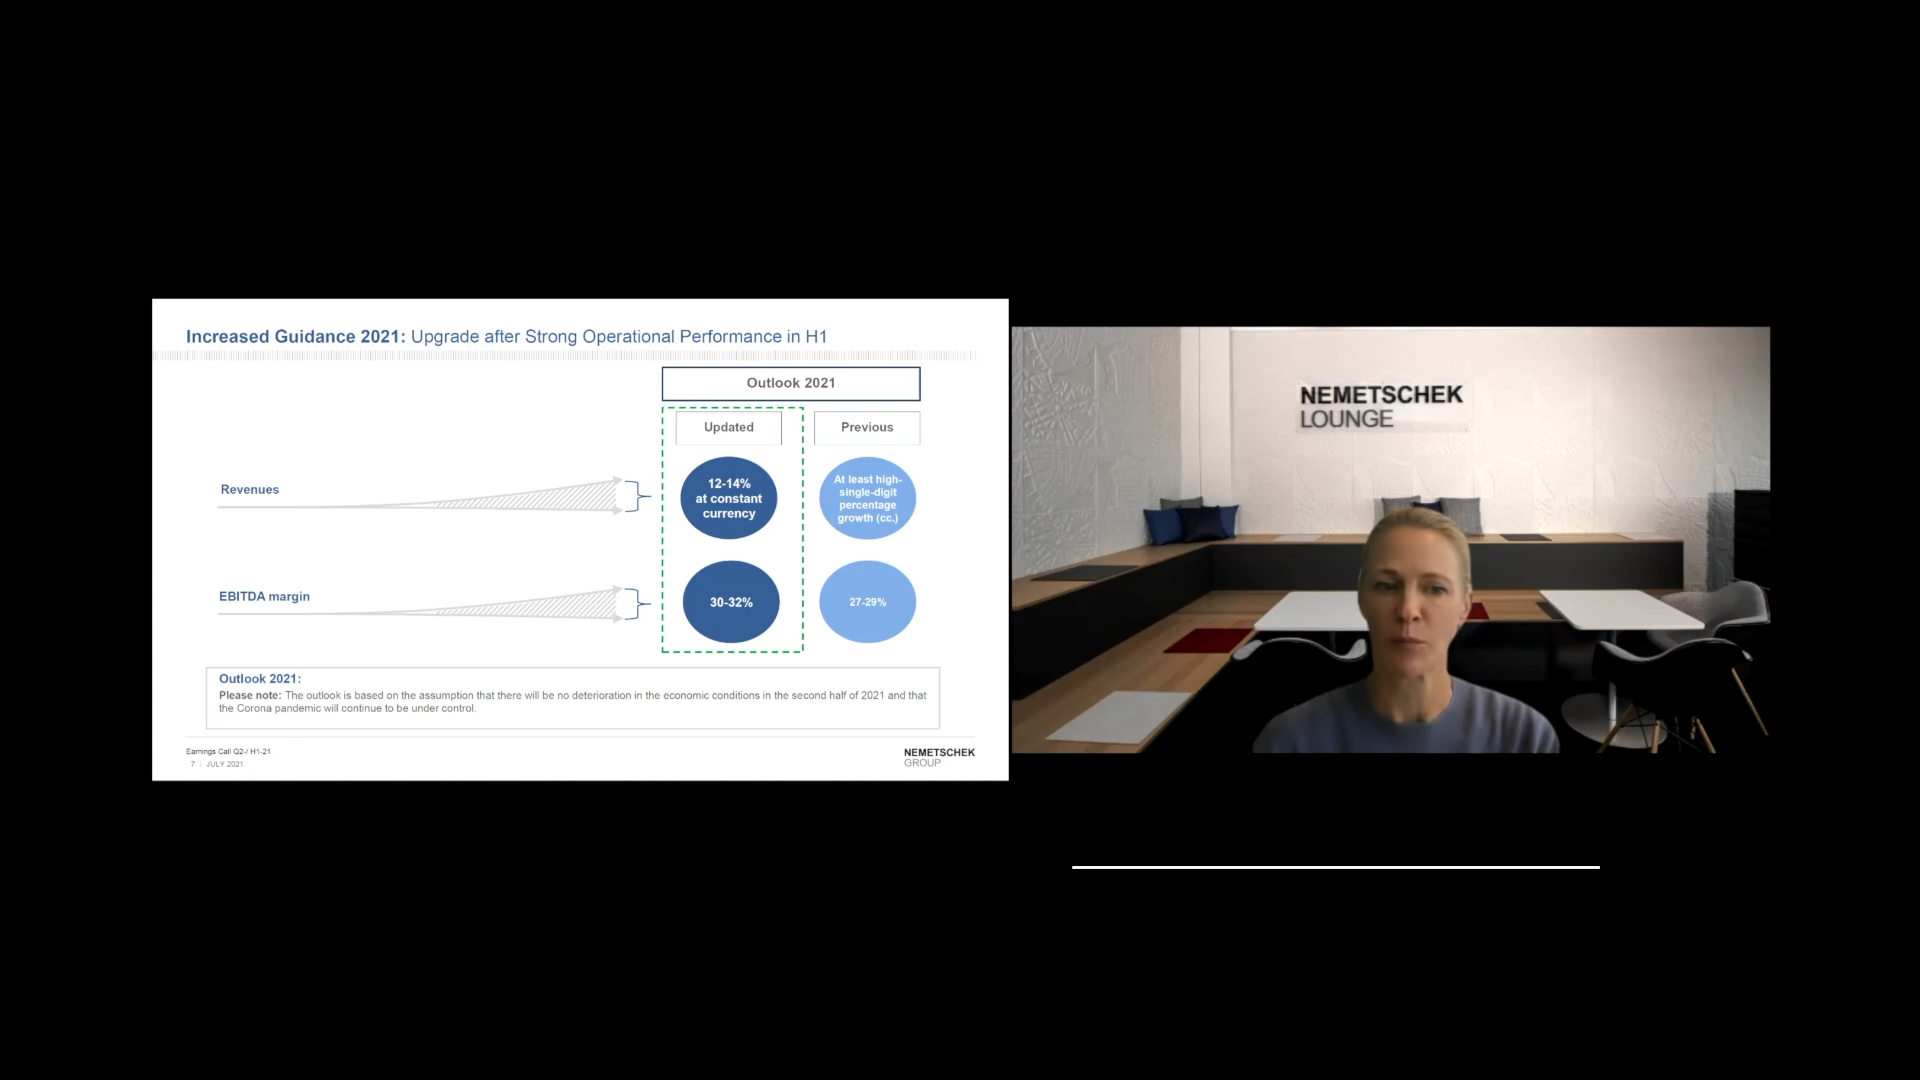 Increased Guidance 2021: Upgrade after Strong Operational Performance in H1
Outlook 2021
Updated
Previous
Revenues
12-14%
at constant
currency
At least high-
single-digit
percentage
growth (cc.)
EBITDA margin
30-32%
27-29%
Outlook 2021:
Please note: The outlook is based on the assumption that there will be no deterioration in the economic conditions in the second half of 2021 and that
the Corona pandemic will continue to be under control.
Earnings Call Q2-/ H1-21
7 | JULY 2021
NEMETSCHEK
GROUP
NEMETSCHEK
LOUNGE